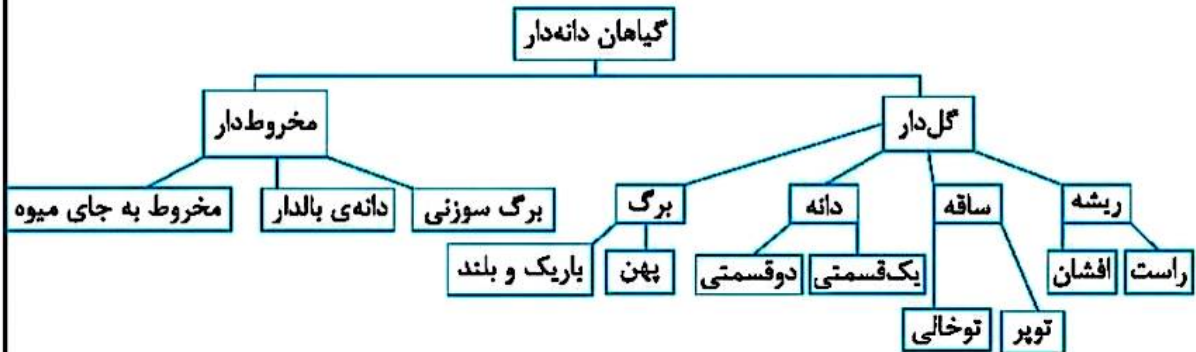 گیاهان دانه‌دار
گل‌دار
مخروط‌دار
ریشه
ساقه
دانه
برگ
برگ سوزنی
دانه‌ی بالدار
مخروط به جای میوه
راست
افشان
یک‌قسمتی
دوقسمتی
پهن
باریک و بلند
توپر
توخالی